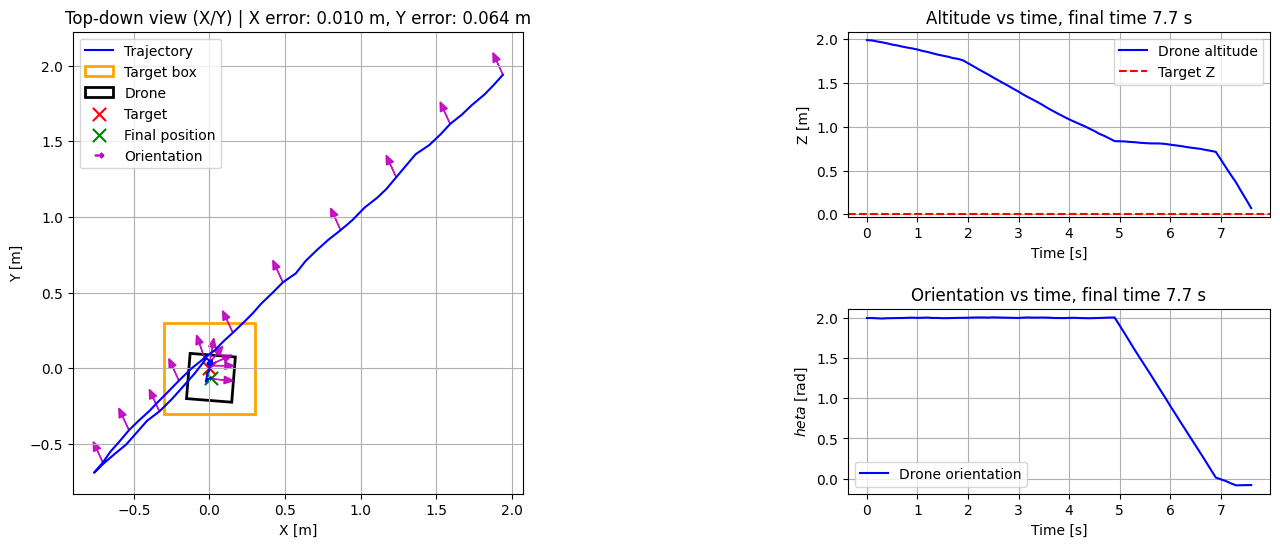 Top-down view (X/Y) | X error: 0.010 m, Y error: 0.064 m
Trajectory
Target box
Drone
Target
Final position
Orientation
2.0
1.5
1.0
0.5
0.0
−0.5
Y [m]
−0.5
0.0
0.5
1.0
1.5
2.0
X [m]
Altitude vs time, final time 7.7 s
Drone altitude
Target Z
2.0
1.5
1.0
0.5
0.0
Z [m]
0
1
2
3
4
5
6
7
Time [s]
Orientation vs time, final time 7.7 s
2.0
1.5
1.0
0.5
0.0
heta [rad]
Drone orientation
0
1
2
3
4
5
6
7
Time [s]